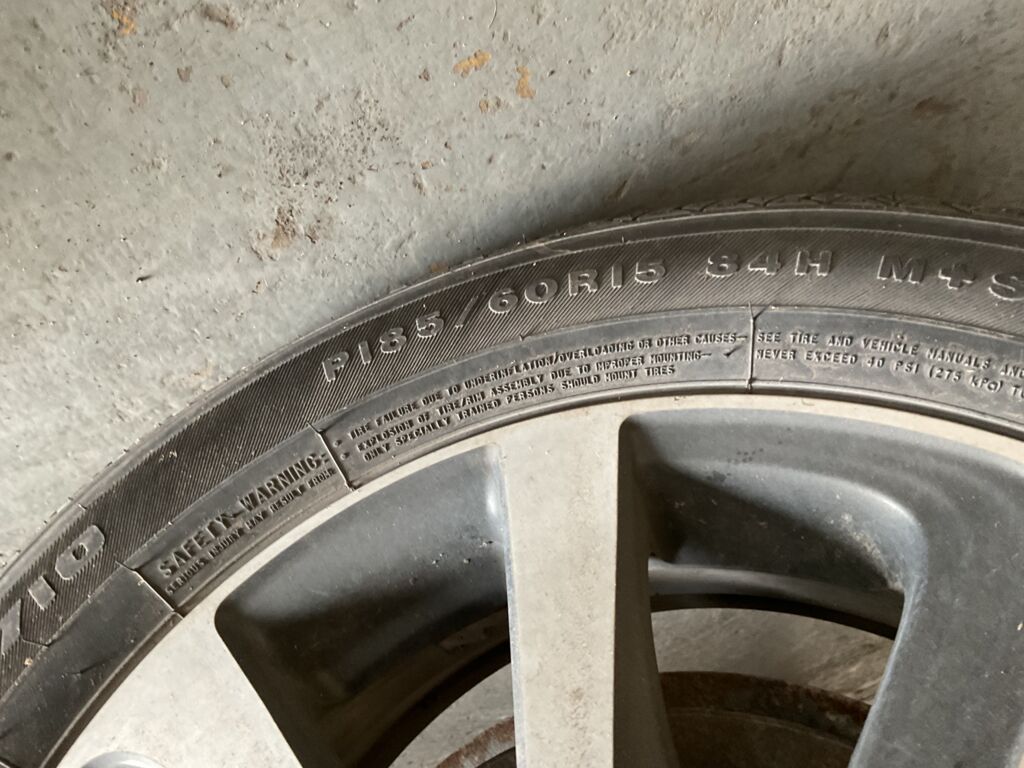 P185/60R15 84H M+S
SAFETY WARNING:
SERIOUS INJURY MAY RESULT FROM:
• TIRE FAILURE DUE TO UNDERINFLATION/OVERLOADING OR OTHER CAUSES-
• EXPLOSION OF TIRE/RIM ASSEMBLY DUE TO IMPROPER MOUNTING-
ONLY SPECIALLY TRAINED PERSONS SHOULD MOUNT TIRES
SEE TIRE AND VEHICLE MANUALS AND
NEVER EXCEED 40 PSI (275 kPa) TO